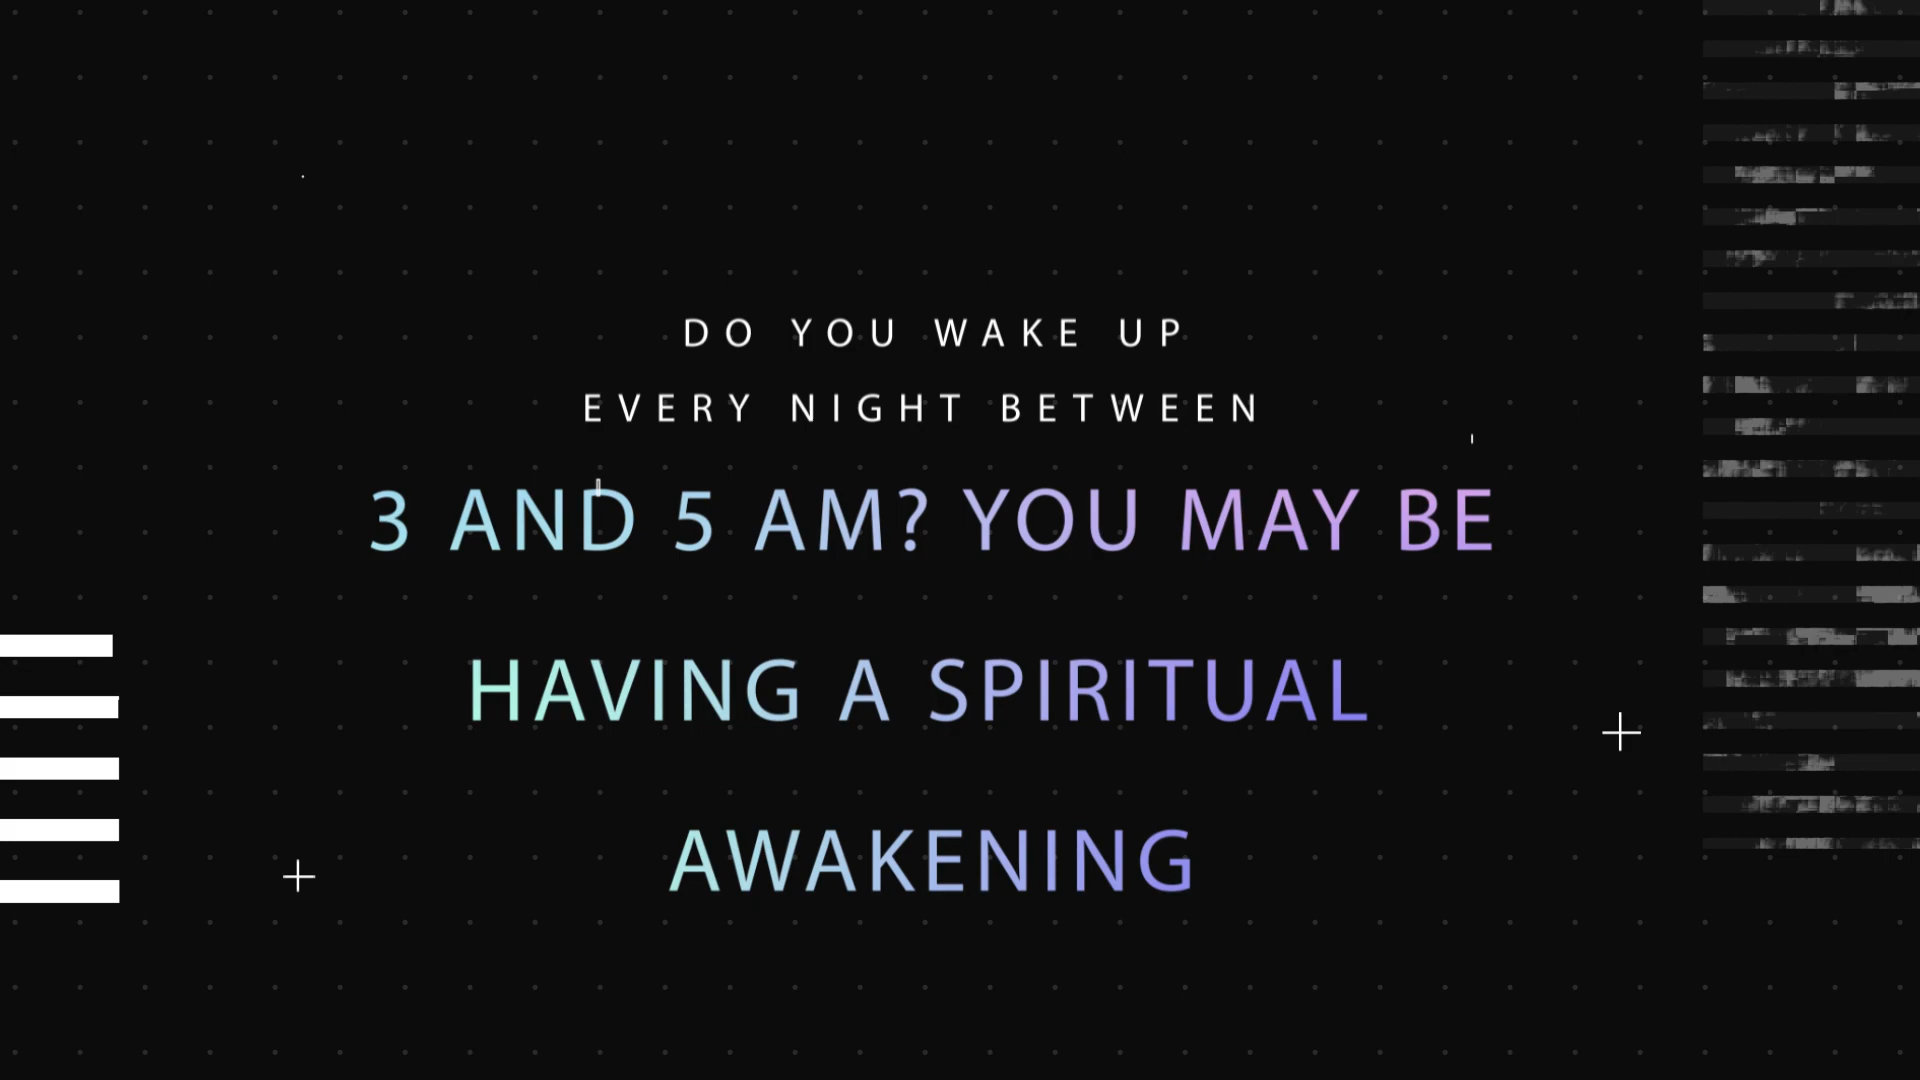 DO YOU WAKE UP
EVERY NIGHT BETWEEN
3 AND 5 AM? YOU MAY BE
HAVING A SPIRITUAL
AWAKENING